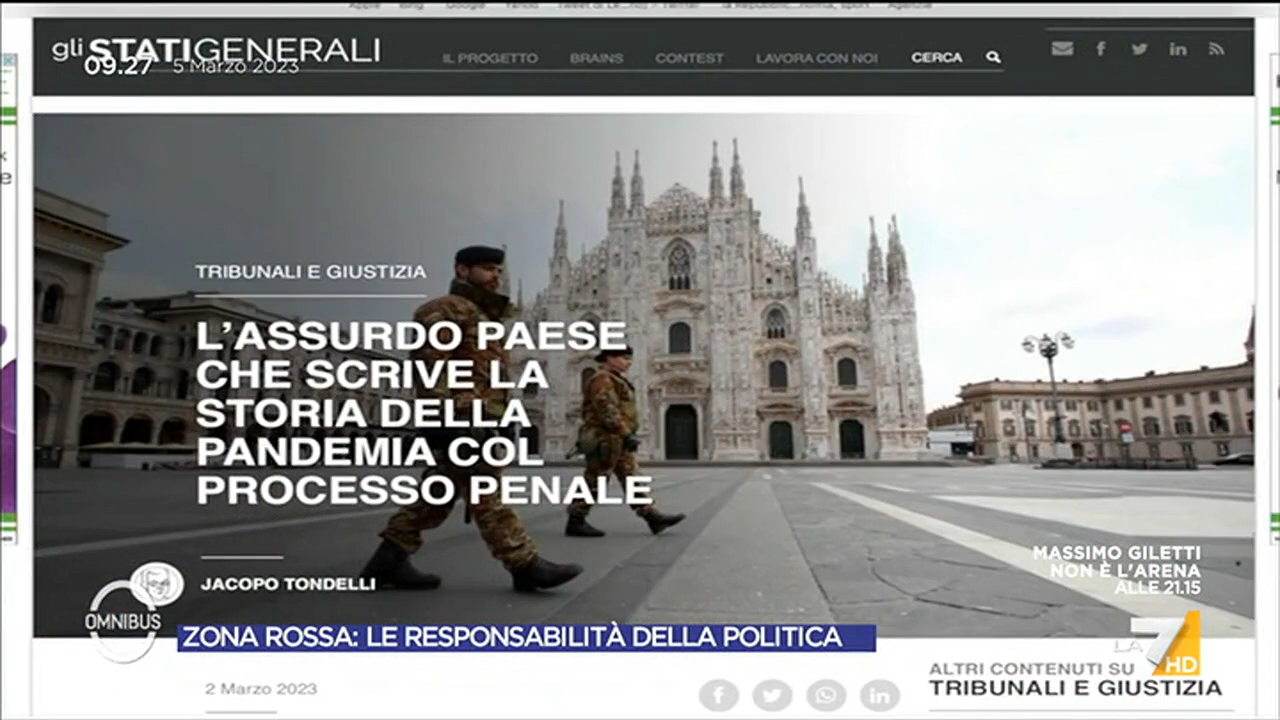 gli STATI GENERALI
IL PROGETTO BRAINS CONTEST LAVORA CON NOI CERCA
09.27 5 Marzo 2023
TRIBUNALI E GIUSTIZIA
L'ASSURDO PAESE
CHE SCRIVE LA
STORIA DELLA
PANDEMIA COL
PROCESSO PENALE
JACOPO TONDELLI
MASSIMO GILETTI
NON È L'ARENA
ALLE 21.15
OMNIBUS
ZONA ROSSA: LE RESPONSABILITÀ DELLA POLITICA
LA7 HD
2 Marzo 2023
ALTRI CONTENUTI SU
TRIBUNALI E GIUSTIZIA